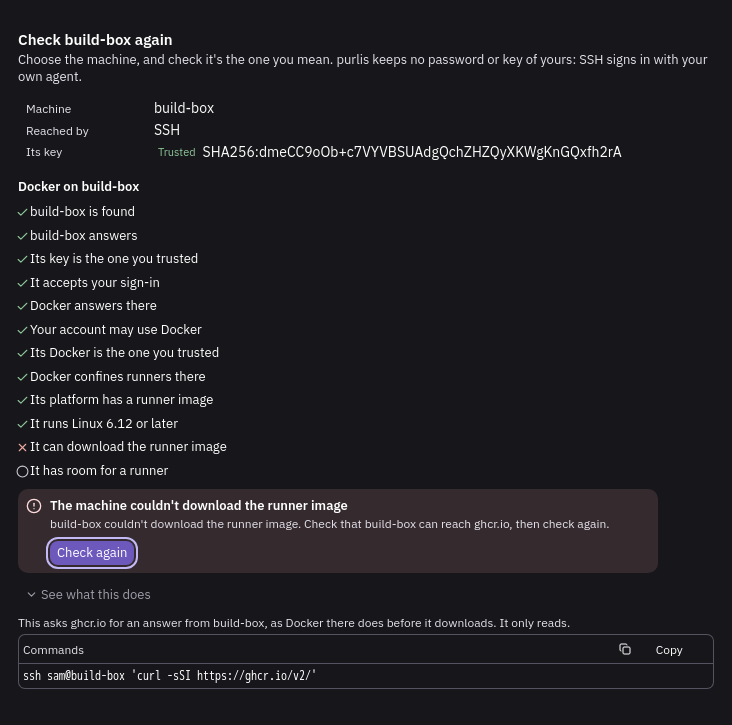 Check build-box again
Choose the machine, and check it's the one you mean. purlis keeps no password or key of yours: SSH signs in with your
own agent.
Machine build-box
Reached by SSH
Its key Trusted SHA256:dmeCC9oOb+c7VYVBSUAdgQchZHZQyXKWgKnGQxfh2rA
Docker on build-box
build-box is found
build-box answers
Its key is the one you trusted
It accepts your sign-in
Docker answers there
Your account may use Docker
Its Docker is the one you trusted
Docker confines runners there
Its platform has a runner image
It runs Linux 6.12 or later
It can download the runner image
It has room for a runner
The machine couldn't download the runner image
build-box couldn't download the runner image. Check that build-box can reach ghcr.io, then check again.
Check again
See what this does
This asks ghcr.io for an answer from build-box, as Docker there does before it downloads. It only reads.
Commands Copy
ssh sam@build-box 'curl -sSI https://ghcr.io/v2/'